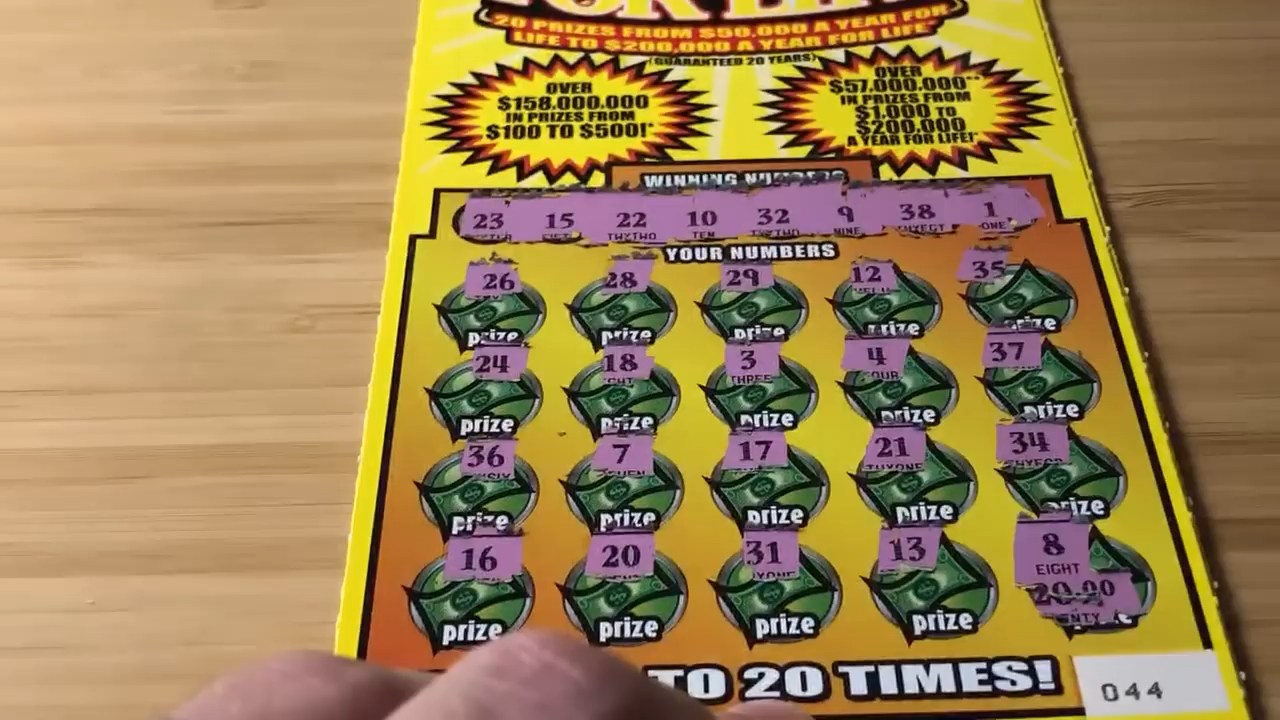 20 PRIZES FROM $50,000 A YEAR FOR
LIFE TO $200,000 A YEAR FOR LIFE*
(GUARANTEED 20 YEARS)
OVER
$158,000,000
IN PRIZES FROM
$100 TO $500!*
OVER
$57,000,000**
IN PRIZES FROM
$1,000 TO
$200,000
A YEAR FOR LIFE!*
WINNING NUMBERS
23 15 22 10 32 9 38 1
TWYTWO TEN NINE ONE
YOUR NUMBERS
26 28 29 12 35
prize prize prize prize prize
24 18 3 4 37
THREE
prize prize prize prize prize
36 7 17 21 34
prize prize prize prize prize
16 20 31 13 8
EIGHT
20.00
prize prize prize prize
TO 20 TIMES!
044